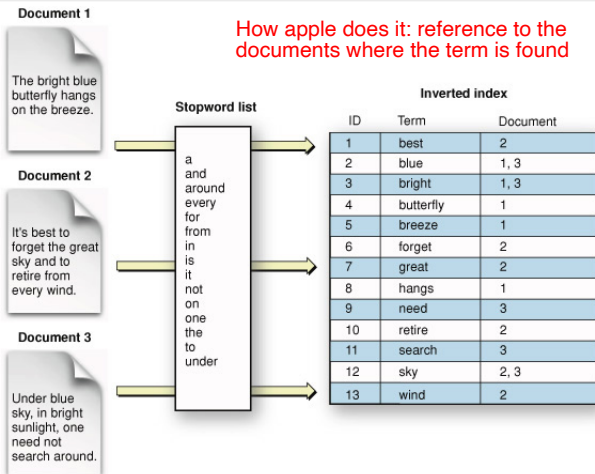 How apple does it: reference to the
documents where the term is found
Document 1
The bright blue
butterfly hangs
on the breeze.
Document 2
It's best to
forget the great
sky and to
retire from
every wind.
Document 3
Under blue
sky, in bright
sunlight, one
need not
search around.
Stopword list
a
and
around
every
for
from
in
is
it
not
on
one
the
to
under
Inverted index
ID Term Document
1 best 2
2 blue 1, 3
3 bright 1, 3
4 butterfly 1
5 breeze 1
6 forget 2
7 great 2
8 hangs 1
9 need 3
10 retire 2
11 search 3
12 sky 2, 3
13 wind 2